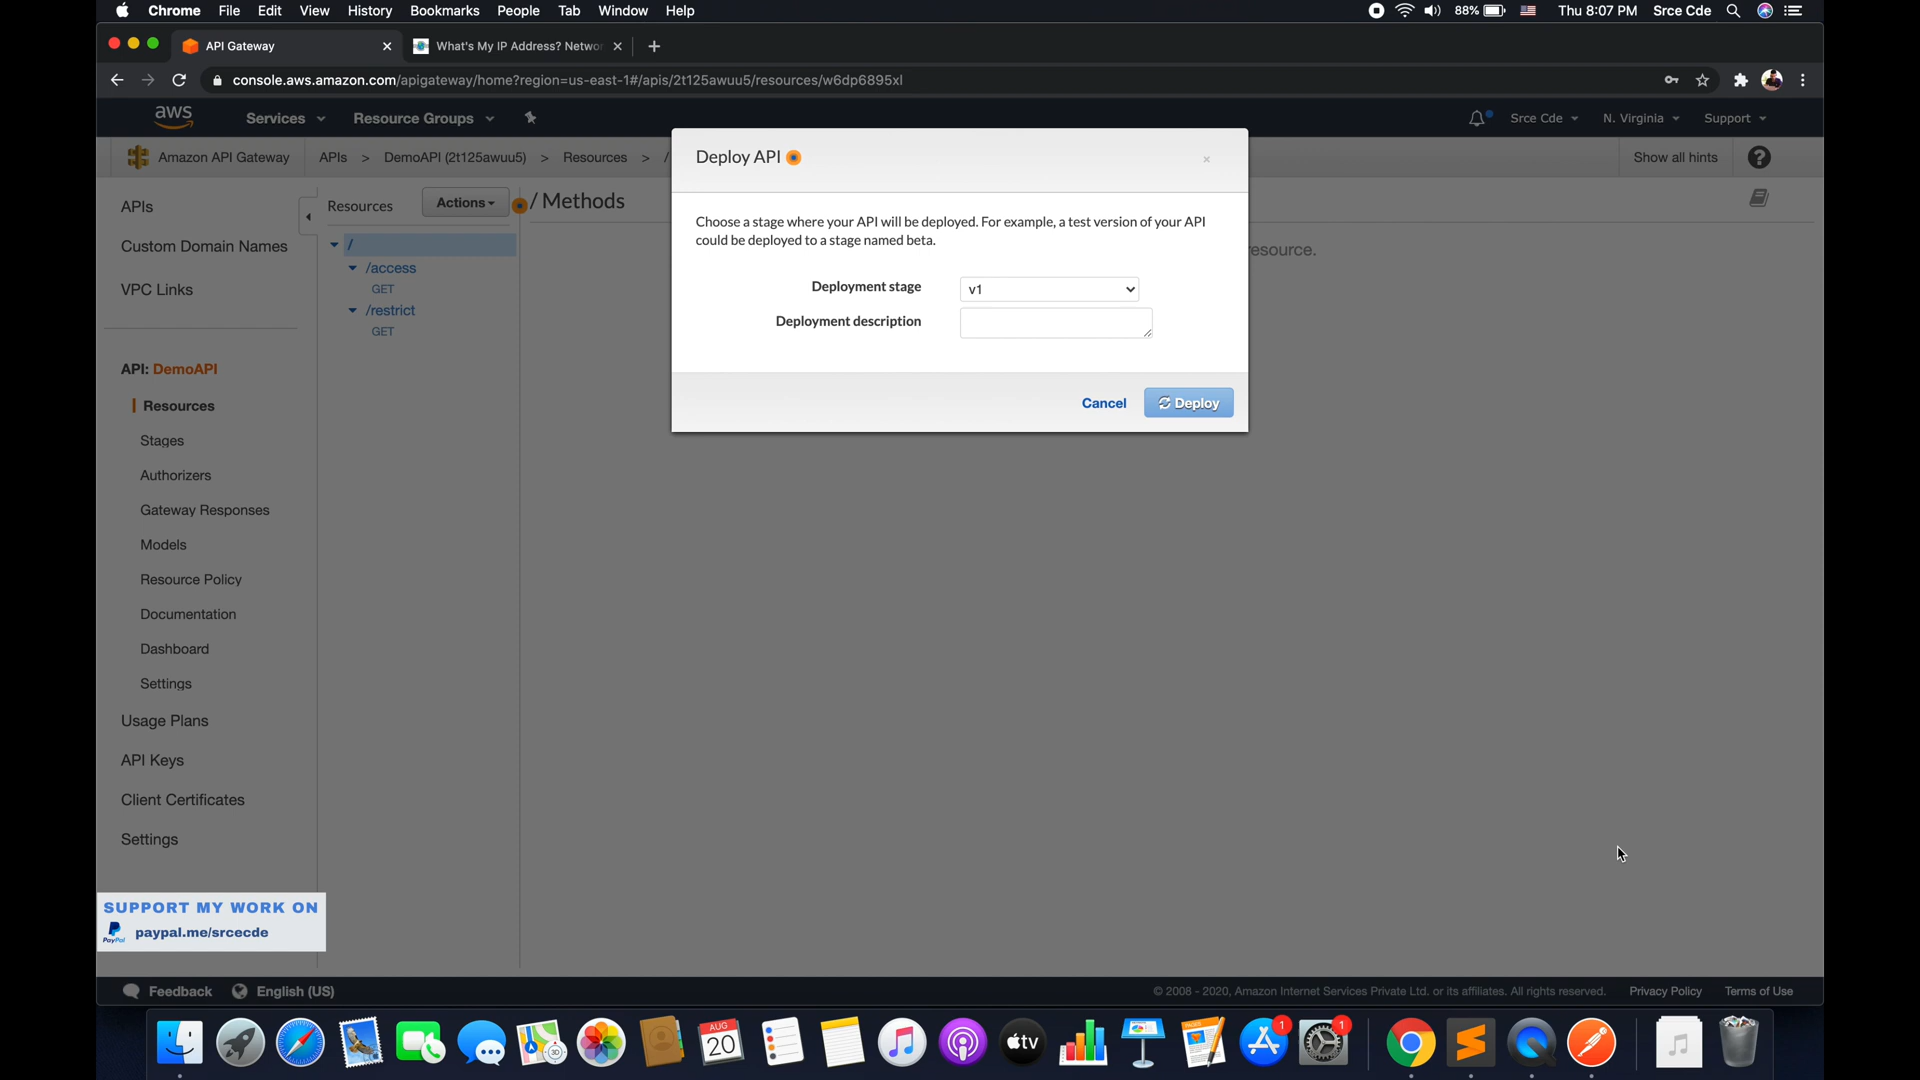 Chrome File Edit View History Bookmarks People Tab Window Help
88% Thu 8:07 PM Srce Cde
API Gateway
What's My IP Address? Networ
console.aws.amazon.com/apigateway/home?region=us-east-1#/apis/2t125awuu5/resources/w6dp6895xl
aws Services Resource Groups Srce Cde N. Virginia Support
Amazon API Gateway APIs > DemoAPI (2t125awuu5) > Resources > / Show all hints ?
APIs
Custom Domain Names
VPC Links
API: DemoAPI
Resources
Stages
Authorizers
Gateway Responses
Models
Resource Policy
Documentation
Dashboard
Settings
Usage Plans
API Keys
Client Certificates
Settings
Resources Actions
/
/access
GET
/restrict
GET
/ Methods
esource.
Deploy API
×
Choose a stage where your API will be deployed. For example, a test version of your API
could be deployed to a stage named beta.
Deployment stage v1
Deployment description
Cancel Deploy
SUPPORT MY WORK ON
PayPal paypal.me/srcecde
Feedback English (US)
© 2008 - 2020, Amazon Internet Services Private Ltd. or its affiliates. All rights reserved. Privacy Policy Terms of Use
3D
AUG
20
tv
PAGES
1
1